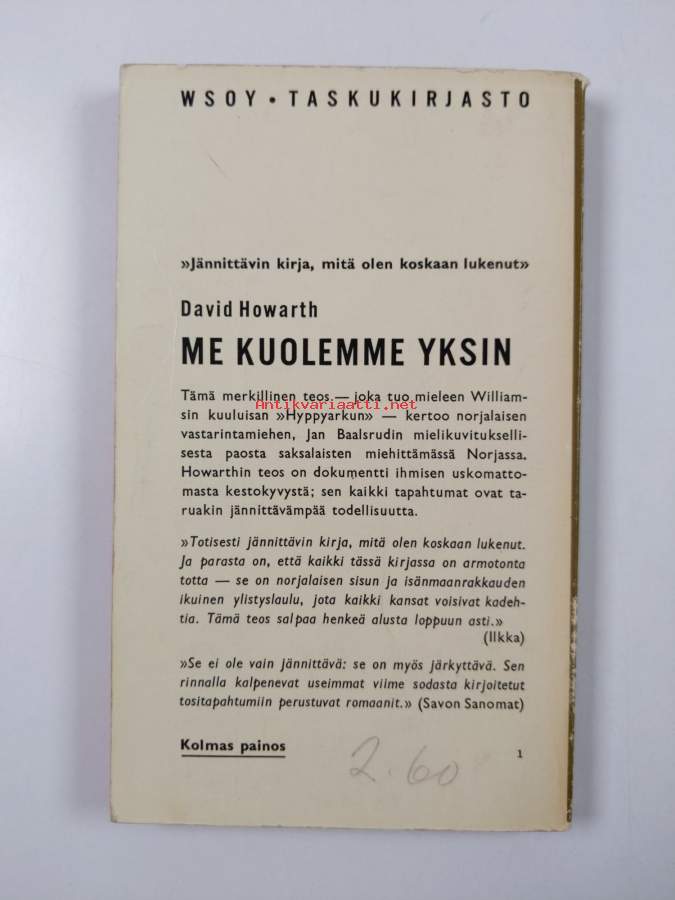 WSOY • TASKUKIRJASTO
»Jännittävin kirja, mitä olen koskaan lukenut»
David Howarth
ME KUOLEMME YKSIN
Tämä merkillinen teos — joka tuo mieleen William-
sin kuuluisan »Hyppyarkun» — kertoo norjalaisen
Antikvariaatti.net
vastarintamiehen, Jan Baalsrudin mielikuvitukselli-
sesta paosta saksalaisten miehittämässä Norjassa.
Howarthin teos on dokumentti ihmisen uskomatto-
masta kestokyvystä; sen kaikki tapahtumat ovat ta-
ruakin jännittävämpää todellisuutta.
»Totisesti jännittävin kirja, mitä olen koskaan lukenut.
Ja parasta on, että kaikki tässä kirjassa on armotonta
totta — se on norjalaisen sisun ja isänmaanrakkauden
ikuinen ylistyslaulu, jota kaikki kansat voisivat kadeh-
tia. Tämä teos salpaa henkeä alusta loppuun asti.»
(Ilkka)
»Se ei ole vain jännittävä: se on myös järkyttävä. Sen
rinnalla kalpenevat useimmat viime sodasta kirjoitetut
tositapahtumiin perustuvat romaanit.» (Savon Sanomat)
Kolmas painos
2.60
1